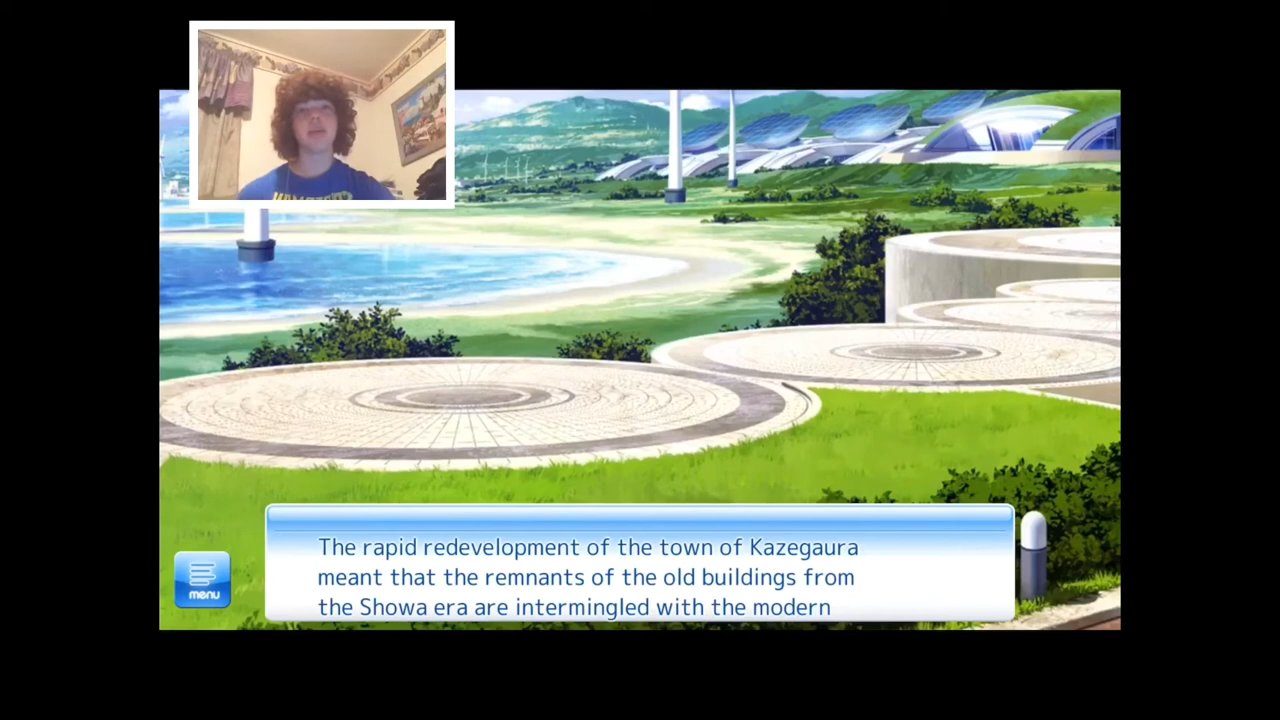 The rapid redevelopment of the town of Kazegaura
meant that the remnants of the old buildings from
the Showa era are intermingled with the modern
menu